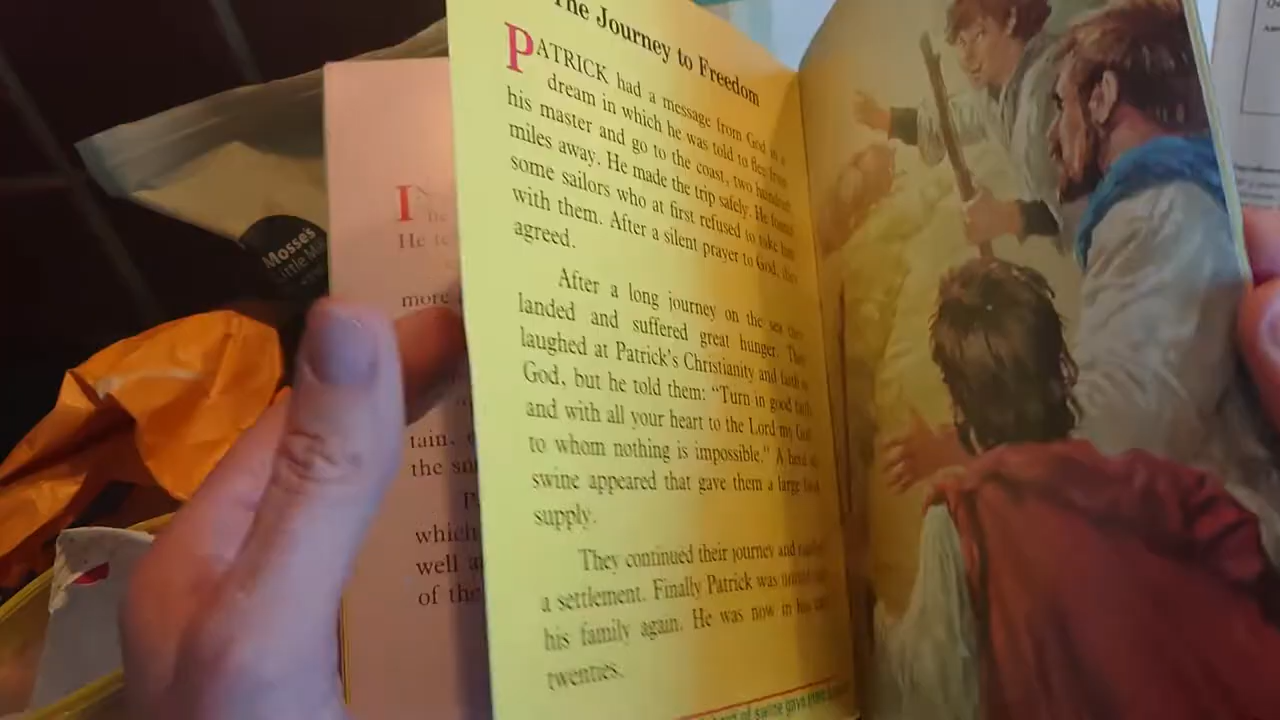 The Journey to Freedom
PATRICK had a message from God in a
dream in which he was told to flee from
his master and go to the coast, two hundred
miles away. He made the trip safely. He found
some sailors who at first refused to take him
with them. After a silent prayer to God, they
agreed.
After a long journey on the sea they
landed and suffered great hunger. They
laughed at Patrick's Christianity and faith in
God, but he told them: "Turn in good faith
and with all your heart to the Lord my God
to whom nothing is impossible." A herd of
swine appeared that gave them a large food
supply.
They continued their journey and
a settlement. Finally Patrick was
his family again. He was now in his
twenties.
of swine gave
I
He
more
tain.
the
which
well
of the
Mosse's
ittle